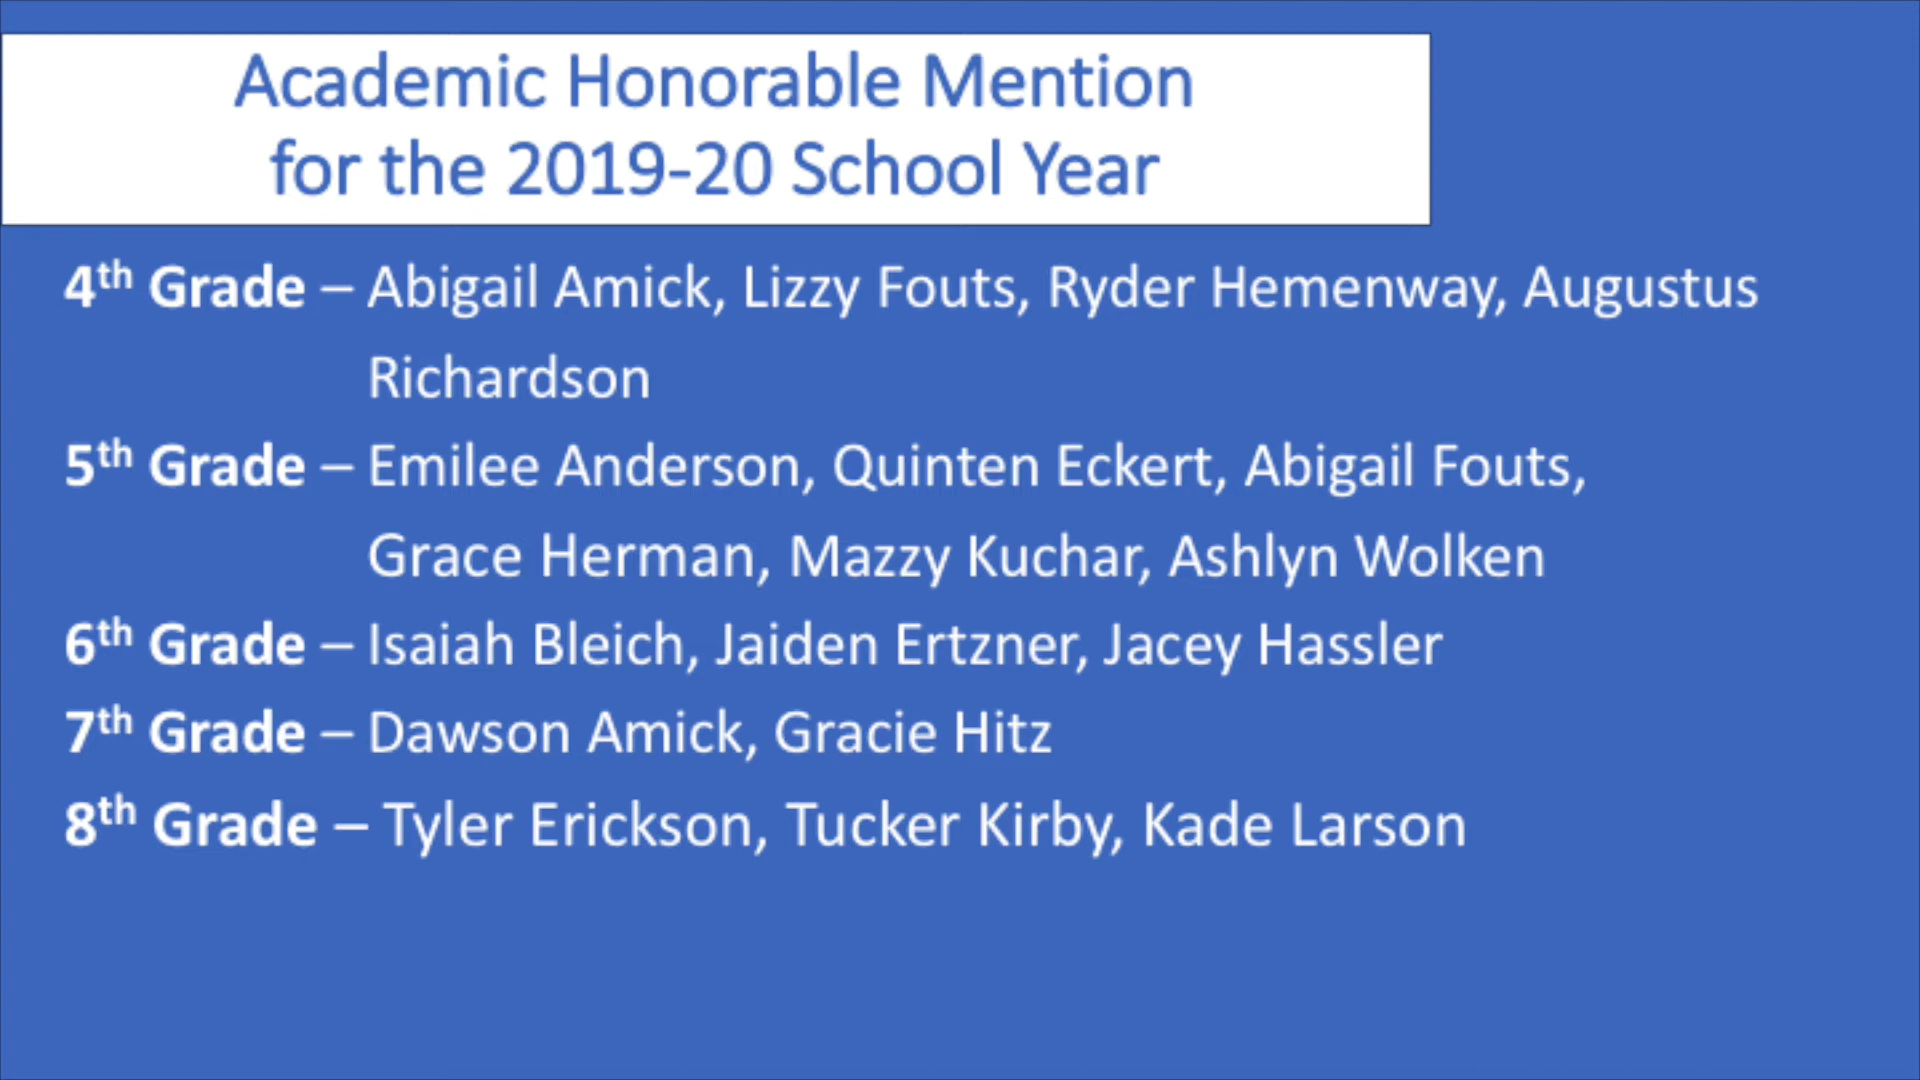 Academic Honorable Mention
for the 2019-20 School Year
4th Grade – Abigail Amick, Lizzy Fouts, Ryder Hemenway, Augustus
Richardson
5th Grade – Emilee Anderson, Quinten Eckert, Abigail Fouts,
Grace Herman, Mazzy Kuchar, Ashlyn Wolken
6th Grade – Isaiah Bleich, Jaiden Ertzner, Jacey Hassler
7th Grade – Dawson Amick, Gracie Hitz
8th Grade – Tyler Erickson, Tucker Kirby, Kade Larson